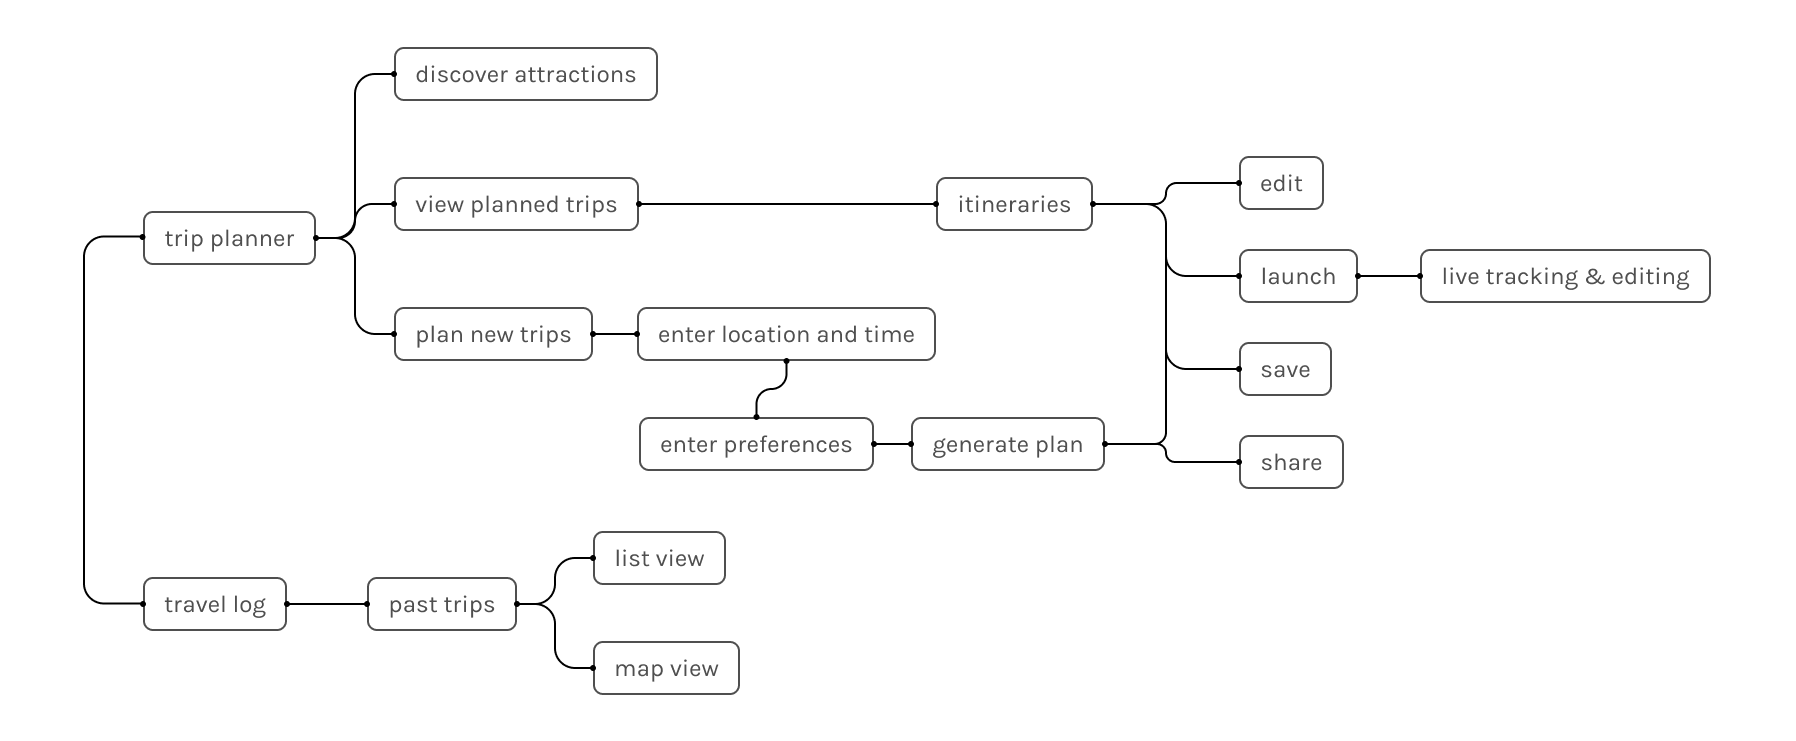 discover attractions
view planned trips
itineraries
edit
trip planner
launch
live tracking & editing
plan new trips
enter location and time
save
enter preferences
generate plan
share
list view
travel log
past trips
map view